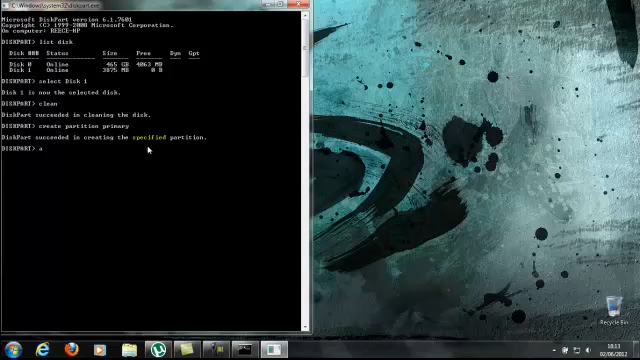 C:\Windows\system32\diskpart.exe
Microsoft DiskPart version 6.1.7601
Copyright (C) 1999-2008 Microsoft Corporation.
On computer: REECE-HP
DISKPART> list disk
Disk ### Status Size Free Dyn Gpt
Disk 0 Online 465 GB 4063 MB
Disk 1 Online 3875 MB 0 B
DISKPART> select Disk 1
Disk 1 is now the selected disk.
DISKPART> clean
DiskPart succeeded in cleaning the disk.
DISKPART> create partition primary
DiskPart succeeded in creating the specified partition.
DISKPART> a
Recycle Bin
18:13
02/06/2012